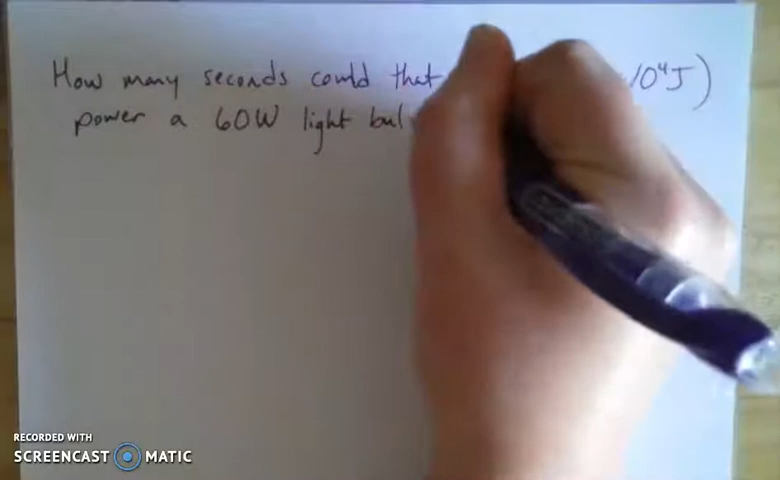 How many seconds could that 10⁴J)
power a 60W light bul
RECORDED WITH
SCREENCAST MATIC